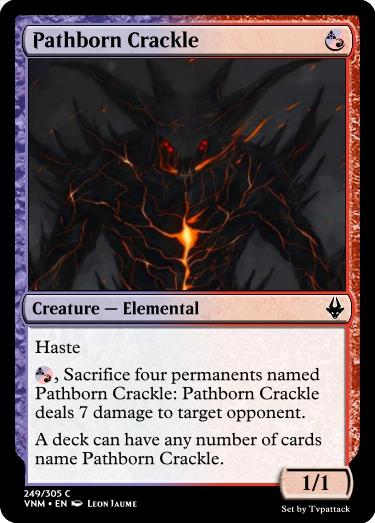 Pathborn Crackle
Creature — Elemental
Haste
, Sacrifice four permanents named
Pathborn Crackle: Pathborn Crackle
deals 7 damage to target opponent.
A deck can have any number of cards
name Pathborn Crackle.
1/1
249/305 C
VNM • EN Leon Jaume
Set by Tvpattack